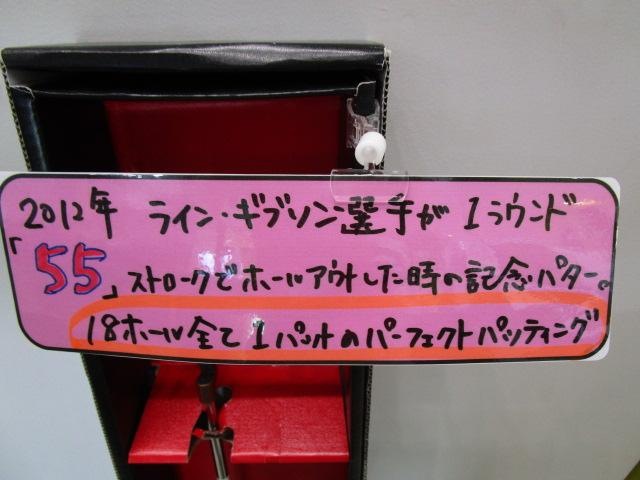 2012年 ライン・ギブソン選手が 1ラウンド
「55」ストロークでホールアウトした時の記念パター。
18ホール全て1パットのパーフェクトパッティング